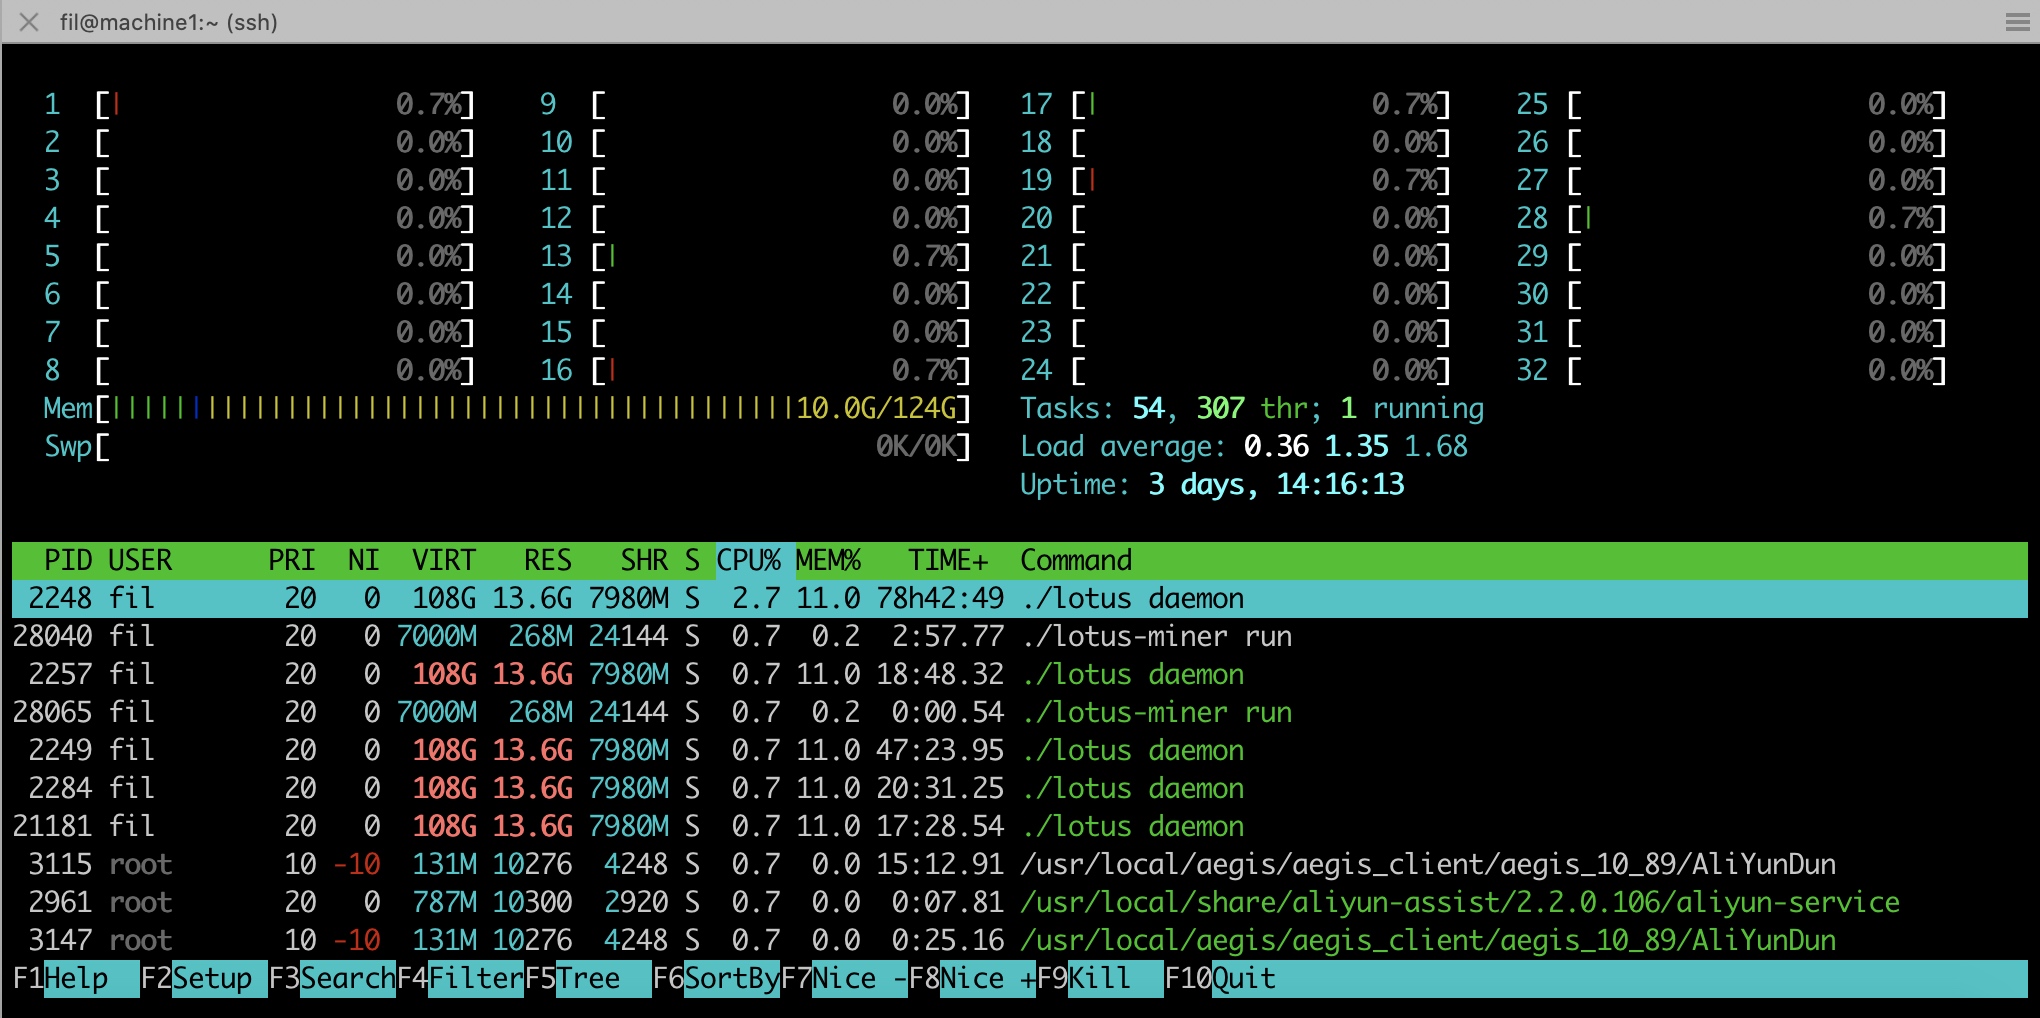 fil@machine1:~ (ssh)
1 [| 0.7%] 9 [ 0.0%] 17 [| 0.7%] 25 [ 0.0%]
2 [ 0.0%] 10 [ 0.0%] 18 [ 0.0%] 26 [ 0.0%]
3 [ 0.0%] 11 [ 0.0%] 19 [| 0.7%] 27 [ 0.0%]
4 [ 0.0%] 12 [ 0.0%] 20 [ 0.0%] 28 [| 0.7%]
5 [ 0.0%] 13 [| 0.7%] 21 [ 0.0%] 29 [ 0.0%]
6 [ 0.0%] 14 [ 0.0%] 22 [ 0.0%] 30 [ 0.0%]
7 [ 0.0%] 15 [ 0.0%] 23 [ 0.0%] 31 [ 0.0%]
8 [ 0.0%] 16 [| 0.7%] 24 [ 0.0%] 32 [ 0.0%]
Mem[|||||||||||||||||||||||||||||||||||||||||||10.0G/124G] Tasks: 54, 307 thr; 1 running
Swp[ 0K/0K] Load average: 0.36 1.35 1.68
Uptime: 3 days, 14:16:13
PID USER PRI NI VIRT RES SHR S CPU% MEM% TIME+ Command
2248 fil 20 0 108G 13.6G 7980M S 2.7 11.0 78h42:49 ./lotus daemon
28040 fil 20 0 7000M 268M 24144 S 0.7 0.2 2:57.77 ./lotus-miner run
2257 fil 20 0 108G 13.6G 7980M S 0.7 11.0 18:48.32 ./lotus daemon
28065 fil 20 0 7000M 268M 24144 S 0.7 0.2 0:00.54 ./lotus-miner run
2249 fil 20 0 108G 13.6G 7980M S 0.7 11.0 47:23.95 ./lotus daemon
2284 fil 20 0 108G 13.6G 7980M S 0.7 11.0 20:31.25 ./lotus daemon
21181 fil 20 0 108G 13.6G 7980M S 0.7 11.0 17:28.54 ./lotus daemon
3115 root 10 -10 131M 10276 4248 S 0.7 0.0 15:12.91 /usr/local/aegis/aegis_client/aegis_10_89/AliYunDun
2961 root 20 0 787M 10300 2920 S 0.7 0.0 0:07.81 /usr/local/share/aliyun-assist/2.2.0.106/aliyun-service
3147 root 10 -10 131M 10276 4248 S 0.7 0.0 0:25.16 /usr/local/aegis/aegis_client/aegis_10_89/AliYunDun
F1Help F2Setup F3SearchF4FilterF5Tree F6SortByF7Nice -F8Nice +F9Kill F10Quit